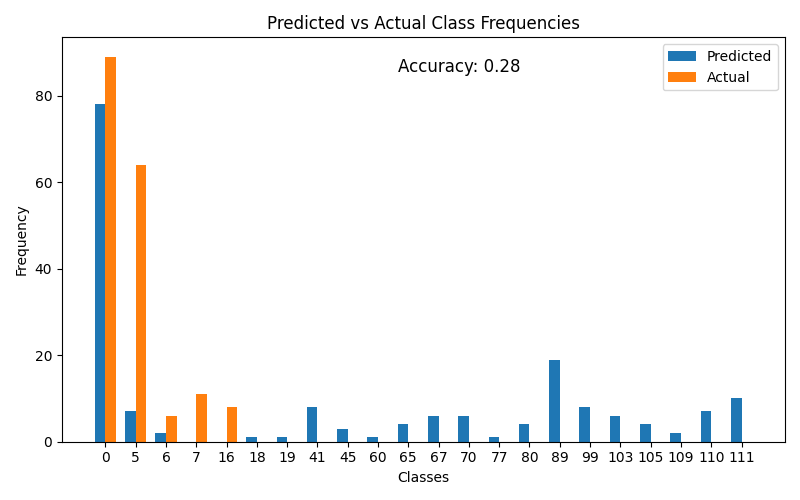 Predicted vs Actual Class Frequencies
Accuracy: 0.28
Predicted
Actual
Frequency
80
60
40
20
0
0 5 6 7 16 18 19 41 45 60 65 67 70 77 80 89 99 103 105 109 110 111
Classes